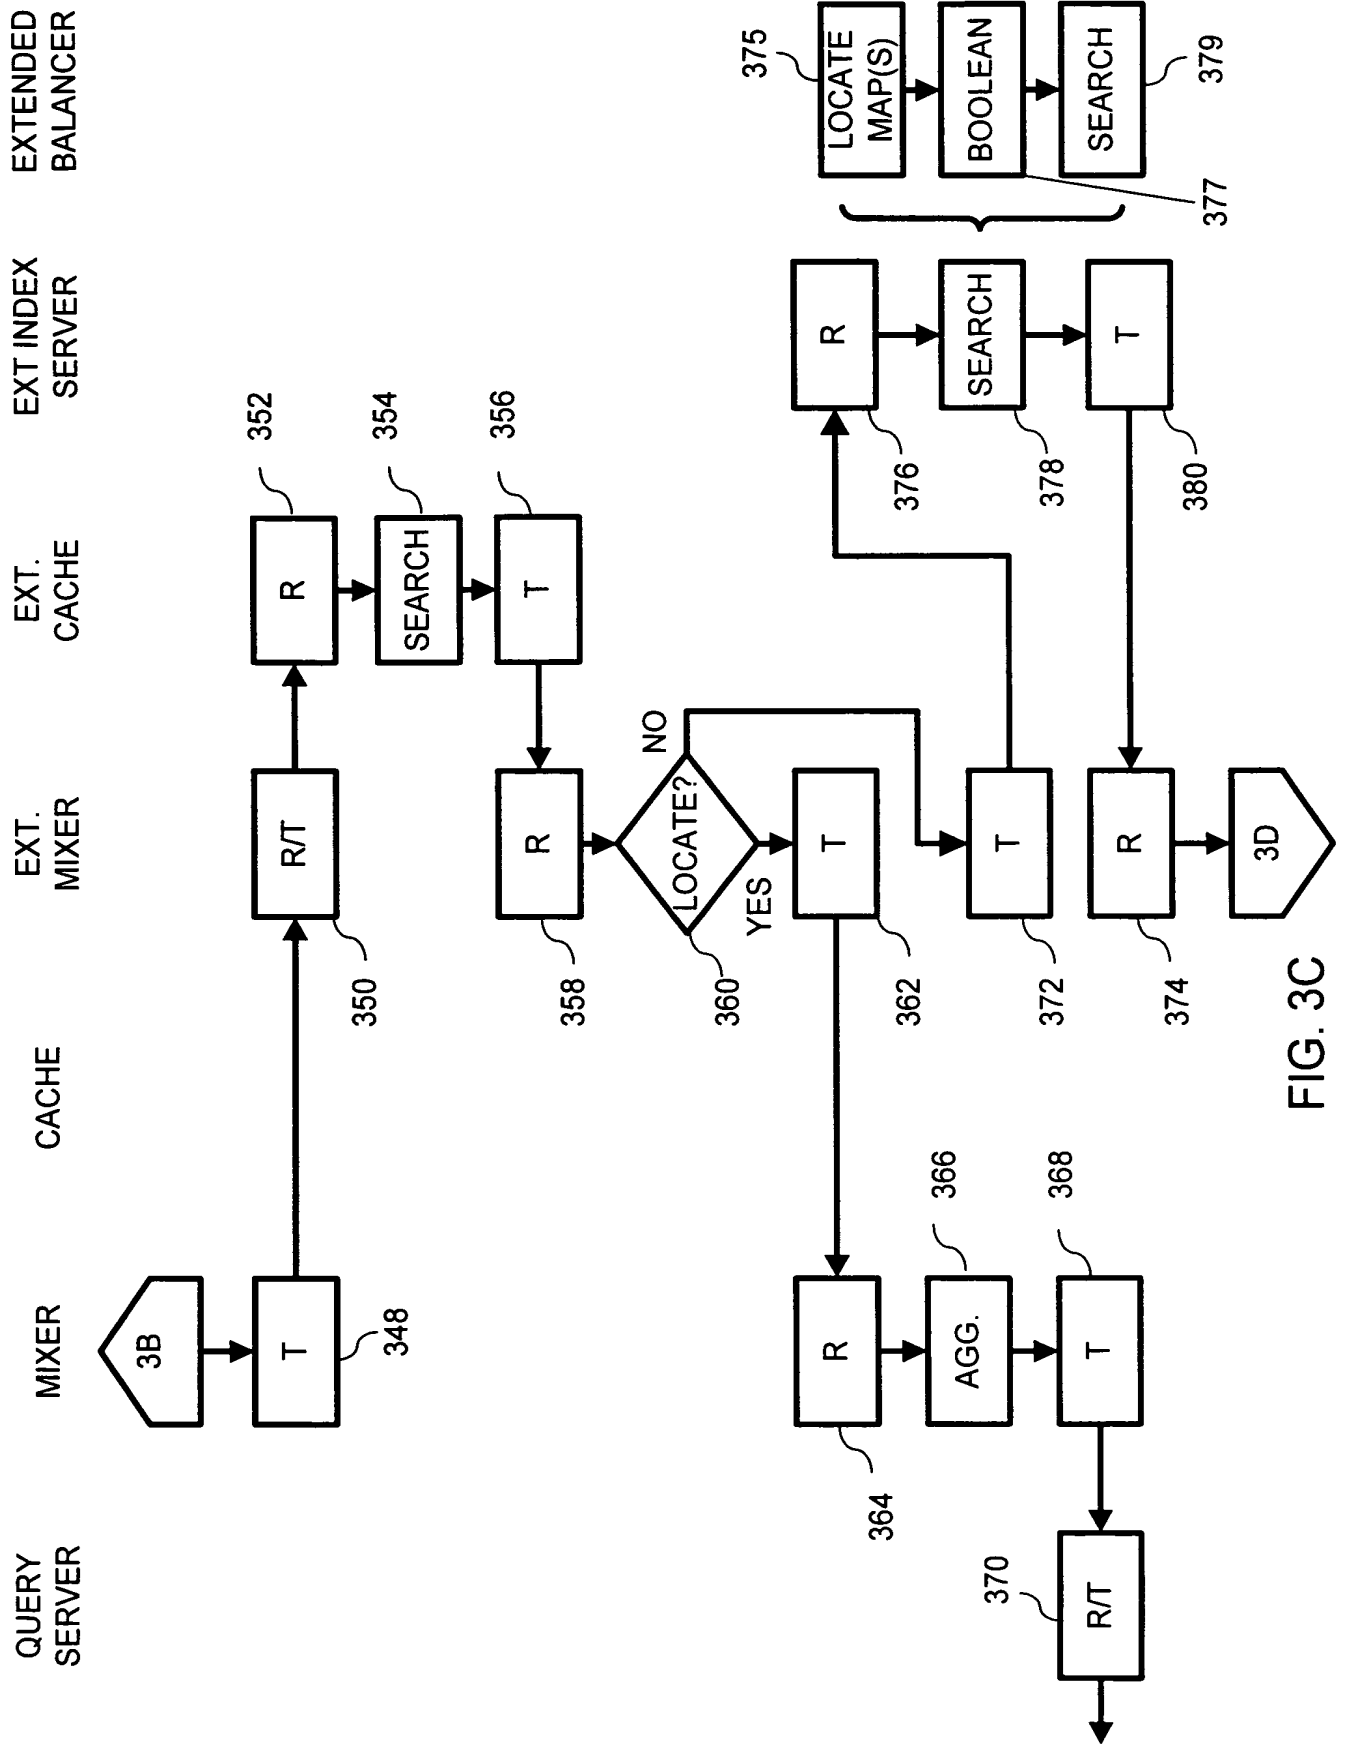 QUERY
SERVER
MIXER
CACHE
EXT.
MIXER
EXT.
CACHE
EXT INDEX
SERVER
EXTENDED
BALANCER
3B
T
348
R/T
350
R
352
SEARCH
354
T
356
R
358
LOCATE?
360
NO
YES
T
362
R
364
AGG.
366
T
368
R/T
370
T
372
R
376
SEARCH
378
T
380
LOCATE
MAP(S)
375
BOOLEAN
377
SEARCH
379
R
374
3D
FIG. 3C